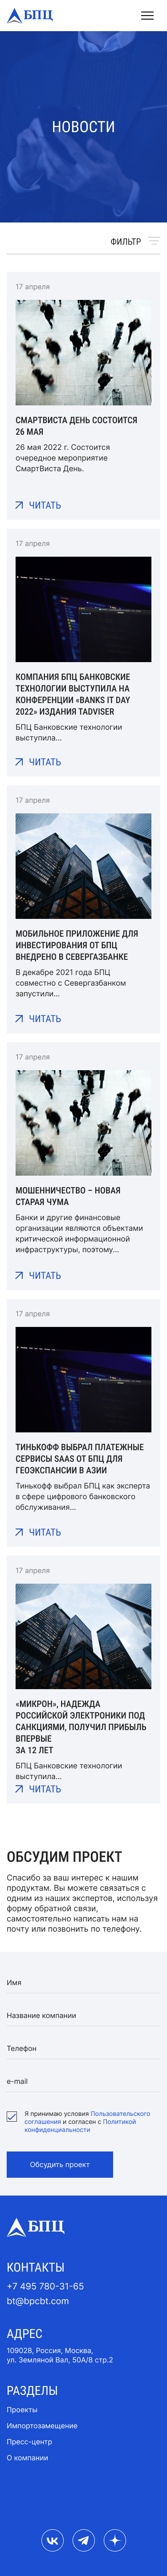 БПЦ
НОВОСТИ
ФИЛЬТР
17 апреля
СМАРТВИСТА ДЕНЬ СОСТОИТСЯ
26 МАЯ
26 мая 2022 г. Состоится
очередное мероприятие
СмартВиста День.
ЧИТАТЬ
17 апреля
КОМПАНИЯ БПЦ БАНКОВСКИЕ
ТЕХНОЛОГИИ ВЫСТУПИЛА НА
КОНФЕРЕНЦИИ «BANKS IT DAY
2022» ИЗДАНИЯ TADVISER
БПЦ Банковские технологии
выступила...
ЧИТАТЬ
17 апреля
МОБИЛЬНОЕ ПРИЛОЖЕНИЕ ДЛЯ
ИНВЕСТИРОВАНИЯ ОТ БПЦ
ВНЕДРЕНО В СЕВЕРГАЗБАНКЕ
В декабре 2021 года БПЦ
совместно с Севергазбанком
запустили...
ЧИТАТЬ
17 апреля
МОШЕННИЧЕСТВО – НОВАЯ
СТАРАЯ ЧУМА
Банки и другие финансовые
организации являются объектами
критической информационной
инфраструктуры, поэтому...
ЧИТАТЬ
17 апреля
ТИНЬКОФФ ВЫБРАЛ ПЛАТЕЖНЫЕ
СЕРВИСЫ SAAS ОТ БПЦ ДЛЯ
ГЕОЭКСПАНСИИ В АЗИИ
Тинькофф выбрал БПЦ как эксперта
в сфере цифрового банковского
обслуживания...
ЧИТАТЬ
17 апреля
«МИКРОН», НАДЕЖДА
РОССИЙСКОЙ ЭЛЕКТРОНИКИ ПОД
САНКЦИЯМИ, ПОЛУЧИЛ ПРИБЫЛЬ
ВПЕРВЫЕ
ЗА 12 ЛЕТ
БПЦ Банковские технологии
выступила...
ЧИТАТЬ
ОБСУДИМ ПРОЕКТ
Спасибо за ваш интерес к нашим
продуктам. Вы можете связаться с
одним из наших экспертов, используя
форму обратной связи,
самостоятельно написать нам на
почту или позвонить по телефону.
Имя
Название компании
Телефон
e-mail
Я принимаю условия Пользовательского
соглашения и согласен с Политикой
конфиденциальности
Обсудить проект
БПЦ
КОНТАКТЫ
+7 495 780-31-65
bt@bpcbt.com
АДРЕС
109028, Россия, Москва,
ул. Земляной Вал, 50А/8 стр.2
РАЗДЕЛЫ
Проекты
Импортозамещение
Пресс-центр
О компании